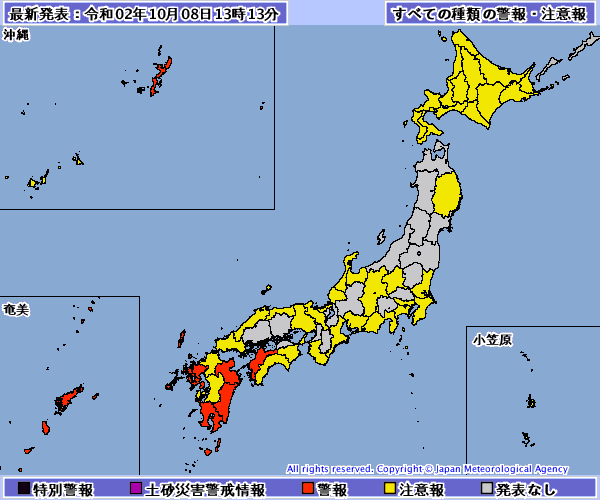 最新発表：令和02年10月08日13時13分
すべての種類の警報・注意報
沖縄
奄美
小笠原
All rights reserved. Copyright © Japan Meteorological Agency
特別警報
土砂災害警戒情報
警報
注意報
発表なし